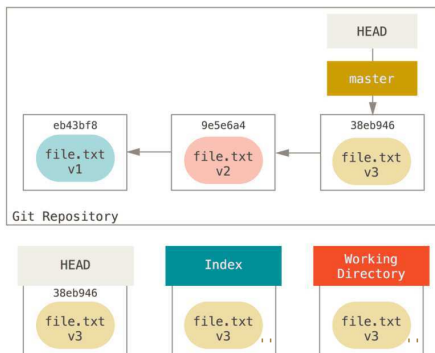 HEAD
master
eb43bf8
9e5e6a4
38eb946
file.txt
v1
file.txt
v2
file.txt
v3
Git Repository
HEAD
Index
Working
Directory
38eb946
file.txt
v3
file.txt
v3
file.txt
v3